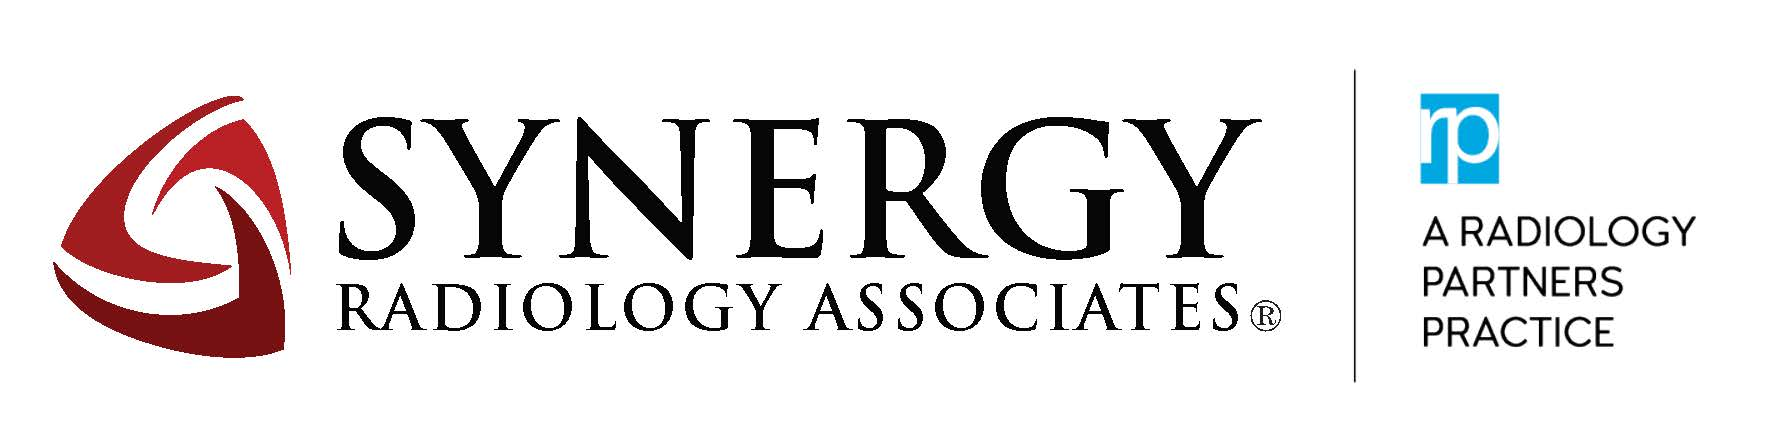 SYNERGY
RADIOLOGY ASSOCIATES®
rp
A RADIOLOGY
PARTNERS
PRACTICE